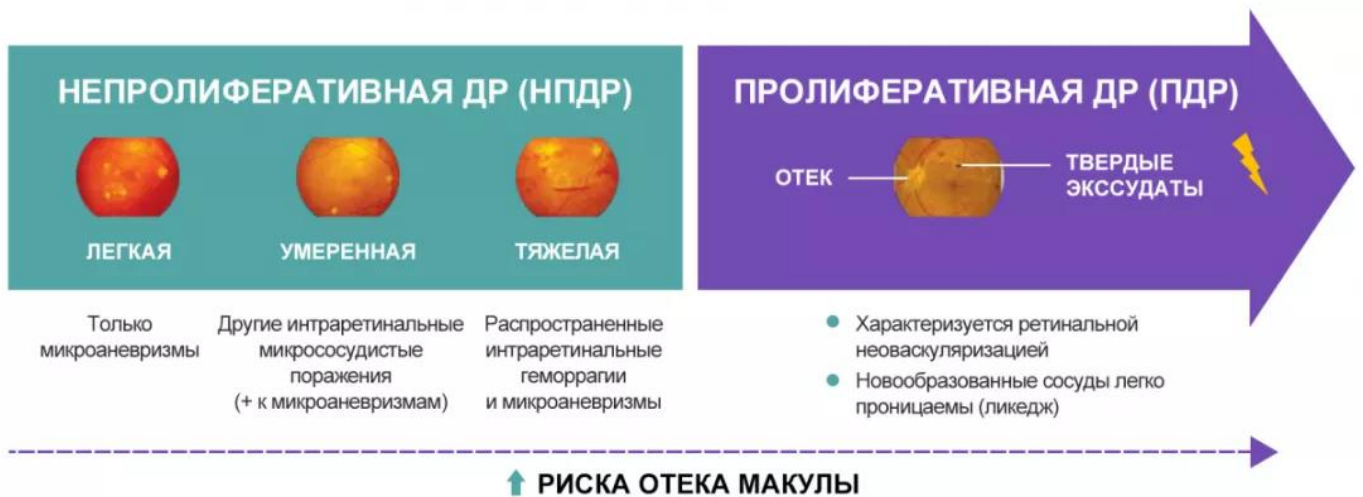 НЕПРОЛИФЕРАТИВНАЯ ДР (НПДР)
ЛЕГКАЯ
УМЕРЕННАЯ
ТЯЖЕЛАЯ
Только
микроаневризмы
Другие интраретинальные
микрососудистые
поражения
(+ к микроаневризмам)
Распространенные
интраретинальные
геморрагии
и микроаневризмы
ПРОЛИФЕРАТИВНАЯ ДР (ПДР)
ОТЕК
ТВЕРДЫЕ
ЭКССУДАТЫ
Характеризуется ретинальной
неоваскуляризацией
Новообразованные сосуды легко
проницаемы (ликедж)
РИСКА ОТЕКА МАКУЛЫ